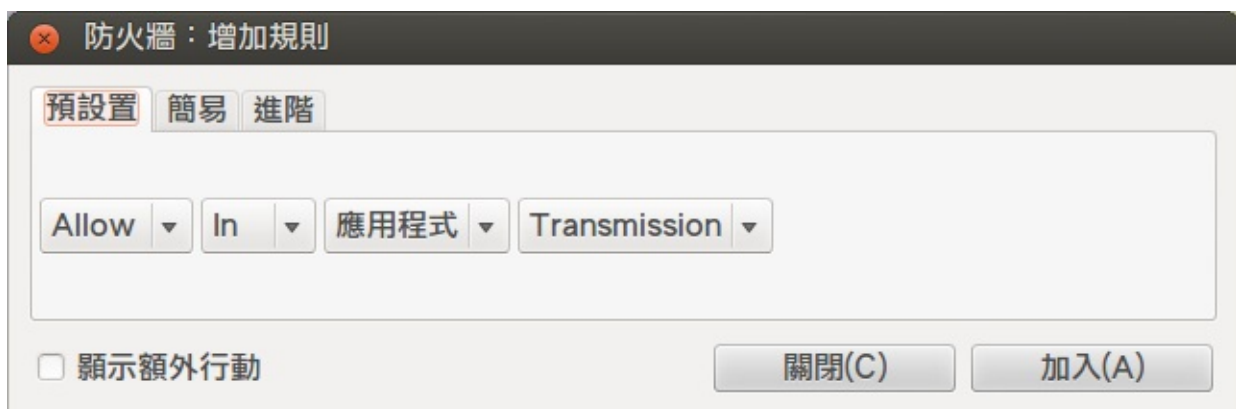 防火牆：增加規則
預設置 簡易 進階
Allow In 應用程式 Transmission
顯示額外行動 關閉(C) 加入(A)